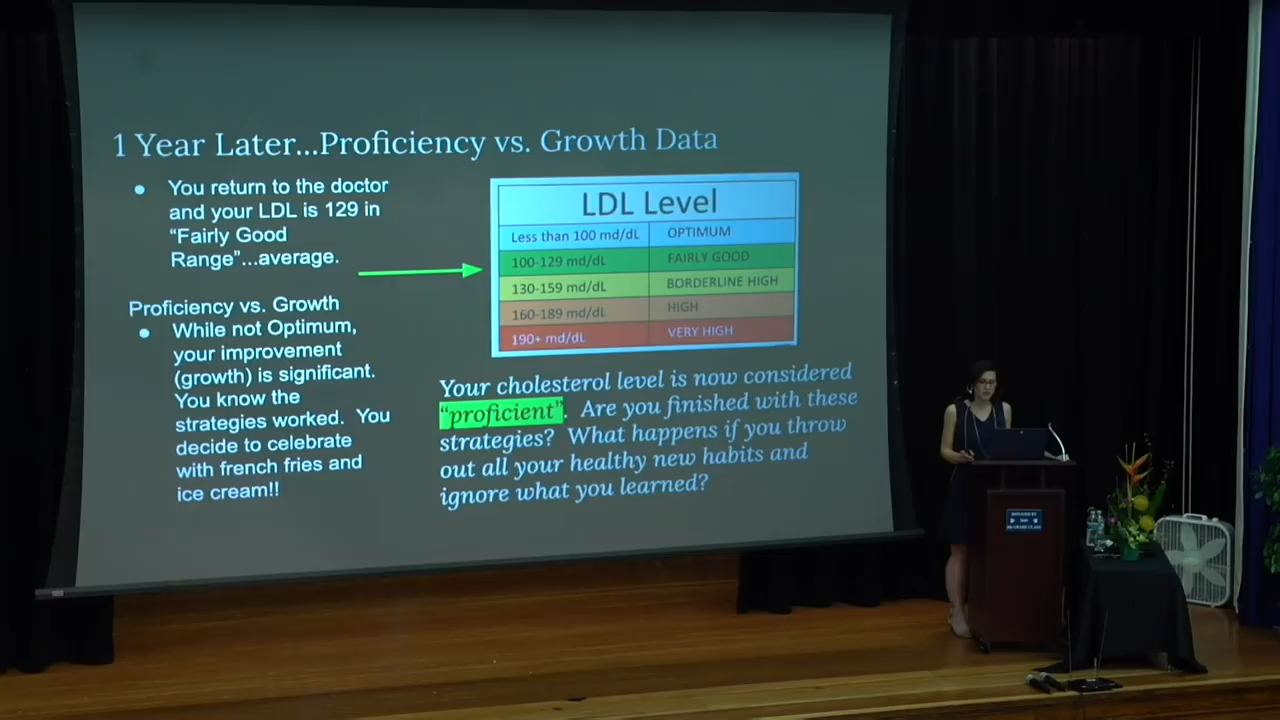 1 Year Later...Proficiency vs. Growth Data
● You return to the doctor
and your LDL is 129 in
“Fairly Good
Range”...average.
Proficiency vs. Growth
● While not Optimum,
your improvement
(growth) is significant.
You know the
strategies worked. You
decide to celebrate
with french fries and
ice cream!!
LDL Level
Less than 100 md/dL OPTIMUM
100-129 md/dL FAIRLY GOOD
130-159 md/dL BORDERLINE HIGH
160-189 md/dL HIGH
190+ md/dL VERY HIGH
Your cholesterol level is now considered
“proficient”. Are you finished with these
strategies? What happens if you throw
out all your healthy new habits and
ignore what you learned?